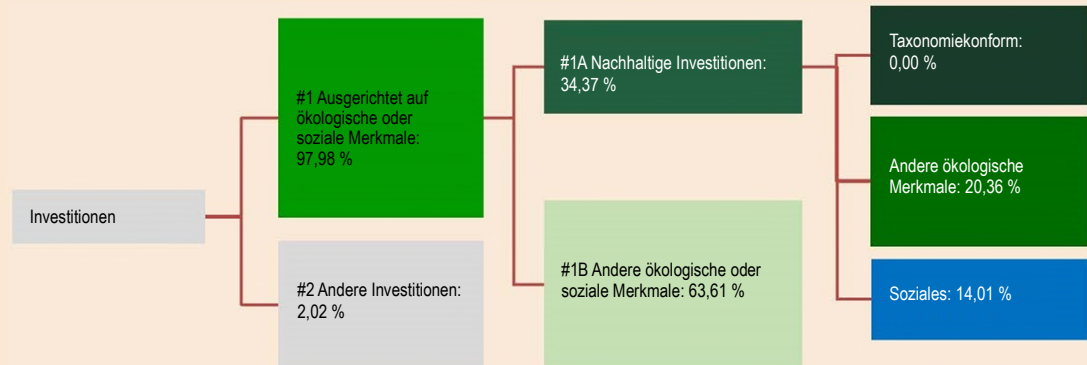 Investitionen
#1 Ausgerichtet auf
ökologische oder
soziale Merkmale:
97,98 %
#2 Andere Investitionen:
2,02 %
#1A Nachhaltige Investitionen:
34,37 %
#1B Andere ökologische oder
soziale Merkmale: 63,61 %
Taxonomiekonform:
0,00 %
Andere ökologische
Merkmale: 20,36 %
Soziales: 14,01 %